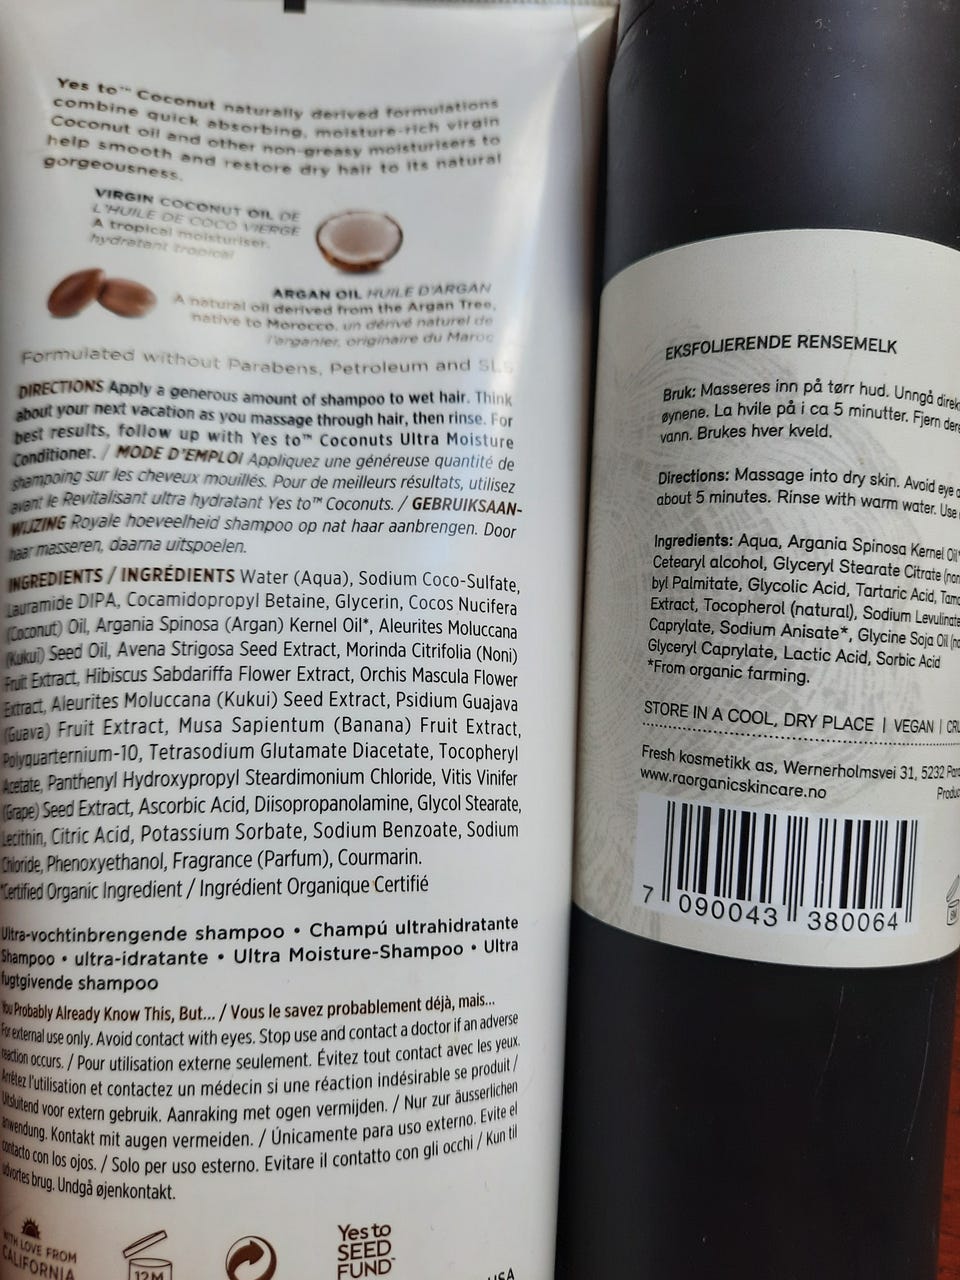 Yes to™ Coconut naturally derived formulations
combine quick absorbing, moisture-rich virgin
Coconut oil and other non-greasy moisturisers to
help smooth and restore dry hair to its natural
gorgeousness.
VIRGIN COCONUT OIL DE
L'HUILE DE COCO VIERGE
A tropical moisturiser.
hydratant tropical
ARGAN OIL HUILE D'ARGAN
A natural oil derived from the Argan Tree,
native to Morocco. un dérivé naturel de
l'arganier, originaire du Maroc
Formulated without Parabens, Petroleum and SLS
DIRECTIONS Apply a generous amount of shampoo to wet hair. Think
about your next vacation as you massage through hair, then rinse. For
best results, follow up with Yes to™ Coconuts Ultra Moisture
Conditioner. / MODE D'EMPLOI Appliquez une généreuse quantité de
shampoing sur les cheveux mouillés. Pour de meilleurs résultats, utilisez
avant le Revitalisant ultra hydratant Yes to™ Coconuts. / GEBRUIKSAAN-
WIJZING Royale hoeveelheid shampoo op nat haar aanbrengen. Door
haar masseren, daarna uitspoelen.
INGREDIENTS / INGRÉDIENTS Water (Aqua), Sodium Coco-Sulfate,
Lauramide DIPA, Cocamidopropyl Betaine, Glycerin, Cocos Nucifera
(Coconut) Oil, Argania Spinosa (Argan) Kernel Oil*, Aleurites Moluccana
(Kukui) Seed Oil, Avena Strigosa Seed Extract, Morinda Citrifolia (Noni)
Fruit Extract, Hibiscus Sabdariffa Flower Extract, Orchis Mascula Flower
Extract, Aleurites Moluccana (Kukui) Seed Extract, Psidium Guajava
(Guava) Fruit Extract, Musa Sapientum (Banana) Fruit Extract,
Polyquarternium-10, Tetrasodium Glutamate Diacetate, Tocopheryl
Acetate, Panthenyl Hydroxypropyl Steardimonium Chloride, Vitis Vinifer
(Grape) Seed Extract, Ascorbic Acid, Diisopropanolamine, Glycol Stearate,
Lecithin, Citric Acid, Potassium Sorbate, Sodium Benzoate, Sodium
Chloride, Phenoxyethanol, Fragrance (Parfum), Courmarin.
*Certified Organic Ingredient / Ingrédient Organique Certifié
Ultra-vochtinbrengende shampoo • Champú ultrahidratante
Shampoo • ultra-idratante • Ultra Moisture-Shampoo • Ultra
fugtgivende shampoo
You Probably Already Know This, But... / Vous le savez probablement déjà, mais...
For external use only. Avoid contact with eyes. Stop use and contact a doctor if an adverse
reaction occurs. / Pour utilisation externe seulement. Évitez tout contact avec les yeux.
Arrêtez l'utilisation et contactez un médecin si une réaction indésirable se produit /
Uitsluitend voor extern gebruik. Aanraking met ogen vermijden. / Nur zur äusserlichen
anwendung. Kontakt mit augen vermeiden. / Únicamente para uso externo. Evite el
contacto con los ojos. / Solo per uso esterno. Evitare il contatto con gli occhi / Kun til
udvortes brug. Undgå øjenkontakt.
WITH LOVE FROM
CALIFORNIA
12M
Yes to
SEED
FUND™
USA
EKSFOLIERENDE RENSEMELK
Bruk: Masseres inn på tørr hud. Unngå
øynene. La hvile på i ca 5 minutter. Fjern
vann. Brukes hver kveld.
Directions: Massage into dry skin. Avoid eye
about 5 minutes. Rinse with warm water. Use
Ingredients: Aqua, Argania Spinosa Kernel Oil*
Cetearyl alcohol, Glyceryl Stearate Citrate
byl Palmitate, Glycolic Acid, Tartaric Acid,
Extract, Tocopherol (natural), Sodium Levulinate
Caprylate, Sodium Anisate*, Glycine Soja Oil
Glyceryl Caprylate, Lactic Acid, Sorbic Acid
*From organic farming.
STORE IN A COOL, DRY PLACE | VEGAN |
Fresh kosmetikk as, Wernerholmsvei 31, 5232
www.raorganicskincare.no
7 090043 380064